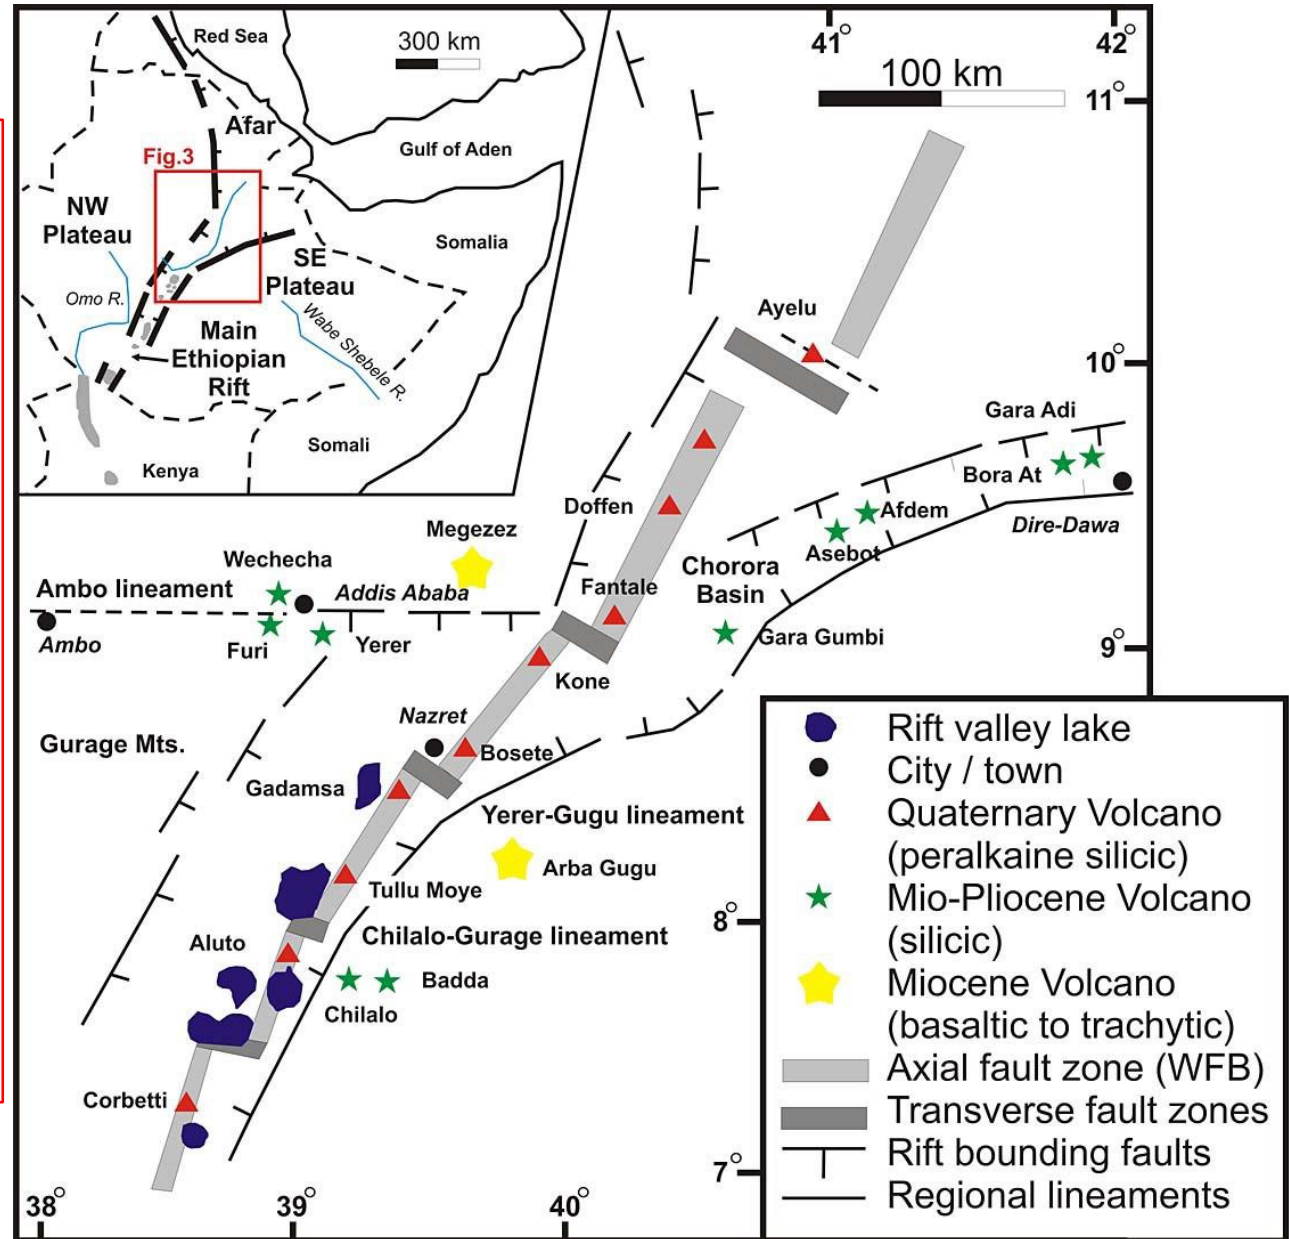 Red Sea
300 km
Afar
Gulf of Aden
Fig.3
NW
Plateau
Somalia
SE
Plateau
Omo R.
Wabe Shebele R.
Main
Ethiopian
Rift
Somali
Kenya
41°
42°
100 km
11°
Ayelu
10°
Gara Adi
Bora At
Dire-Dawa
Doffen
Afdem
Asebot
Megezez
Chorora
Basin
Wechecha
Ambo lineament
Addis Ababa
Fantale
Ambo
Furi
Yerer
Gara Gumbi
9°
Kone
Nazret
Gurage Mts.
Bosete
Gadamsa
Yerer-Gugu lineament
Arba Gugu
Tullu Moye
8°
Aluto
Chilalo-Gurage lineament
Badda
Chilalo
Corbetti
7°
38°
39°
40°
Rift valley lake
City / town
Quaternary Volcano
(peralkaine silicic)
Mio-Pliocene Volcano
(silicic)
Miocene Volcano
(basaltic to trachytic)
Axial fault zone (WFB)
Transverse fault zones
Rift bounding faults
Regional lineaments